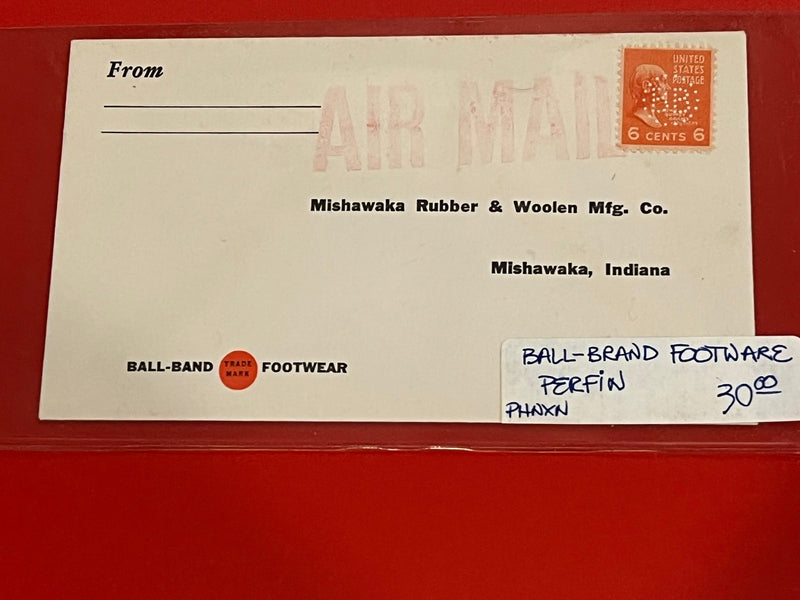 From
AIR MAIL
UNITED
STATES
POSTAGE
6 CENTS 6
Mishawaka Rubber & Woolen Mfg. Co.
Mishawaka, Indiana
BALL-BAND TRADE MARK FOOTWEAR
BALL-BRAND FOOTWARE
PERFIN
PHNXN 30.00